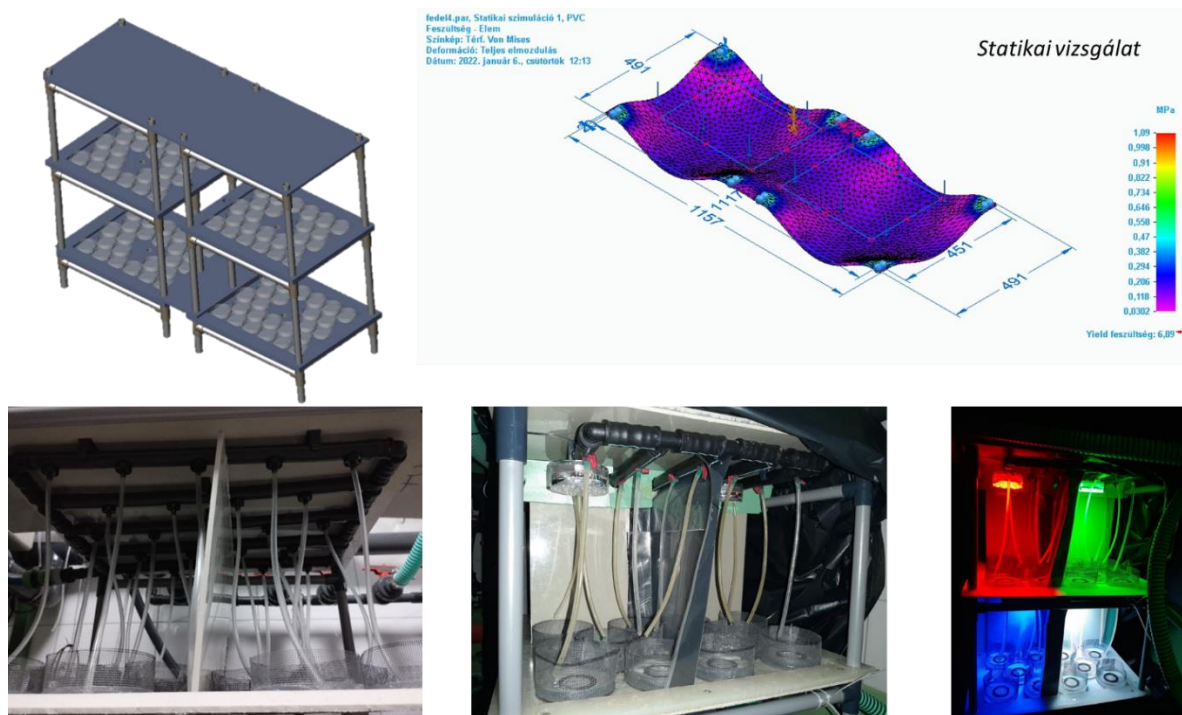 fedel4.par, Statikai szimuláció 1, PVC
Feszültség - Elem
Színkép: Térf. Von Mises
Deformáció: Teljes elmozdulás
Dátum: 2022. január 6., csütörtök 12:13
Statikai vizsgálat
491
1117
1157
451
491
MPa
1,09
0,998
0,91
0,822
0,734
0,646
0,558
0,47
0,382
0,294
0,206
0,118
0,0302
Yield feszültség: 6,89